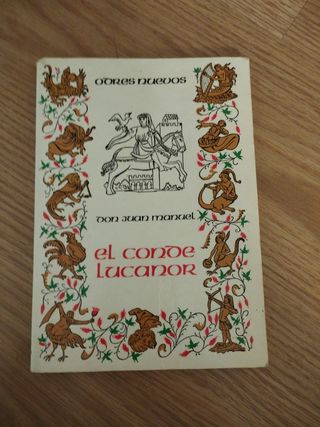 odres nuevos
don juan manuel
el conde
lucanor